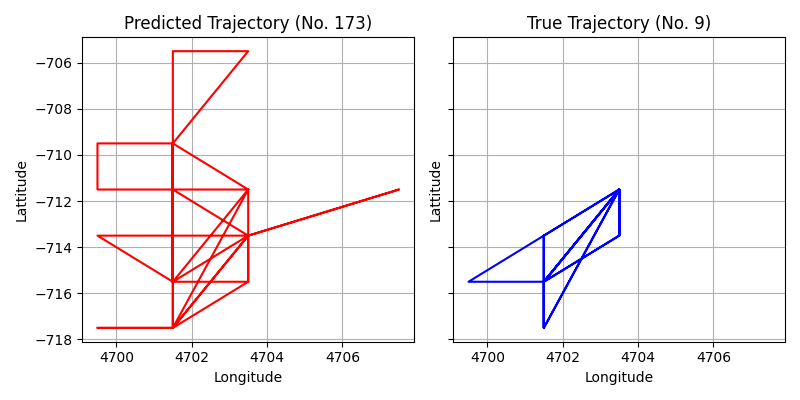 Predicted Trajectory (No. 173)
True Trajectory (No. 9)
Lattitude
−706
−708
−710
−712
−714
−716
−718
4700
4702
4704
4706
Longitude
Lattitude
4700
4702
4704
4706
Longitude